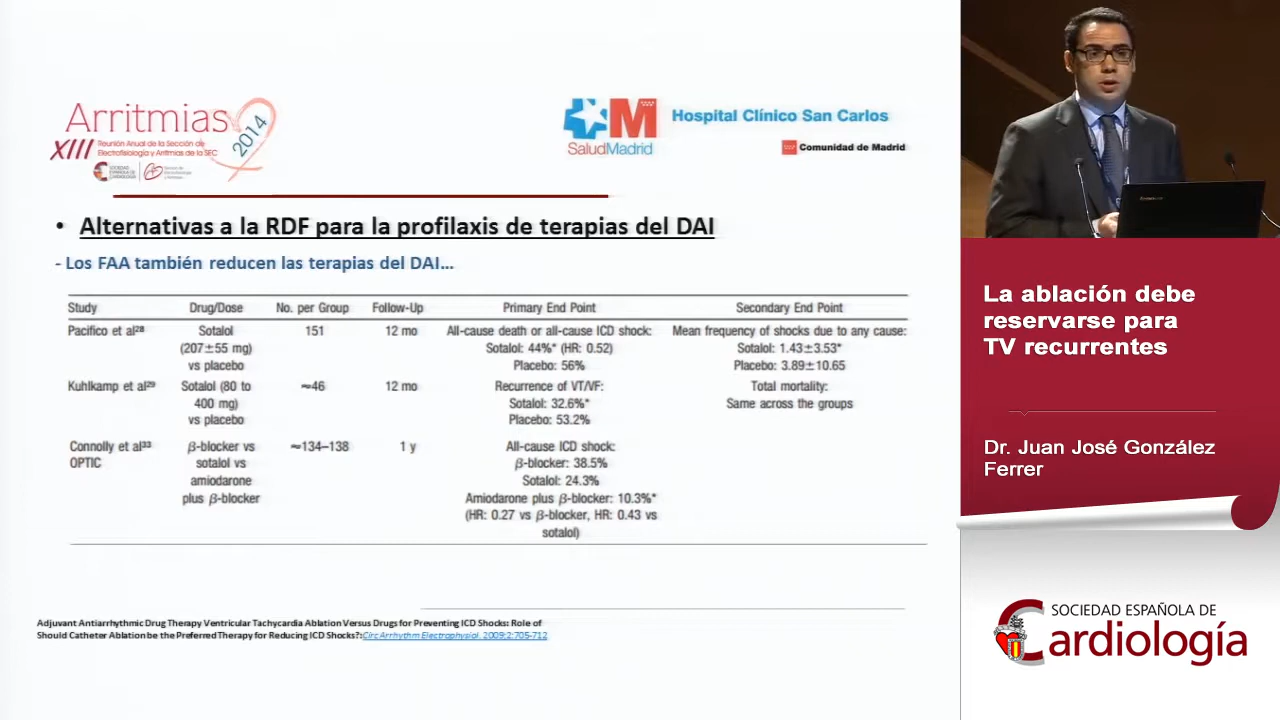 Arritmias
2014
XIII
Reunión Anual de la Sección de
Electrofisiología y Arritmias de la SEC
SOCIEDAD
ESPAÑOLA DE
CARDIOLOGÍA
SaludMadrid
Hospital Clínico San Carlos
Comunidad de Madrid
• Alternativas a la RDF para la profilaxis de terapias del DAI
- Los FAA también reducen las terapias del DAI...
Study Drug/Dose No. per Group Follow-Up Primary End Point Secondary End Point
Pacifico et al28 Sotalol 151 12 mo All-cause death or all-cause ICD shock: Mean frequency of shocks due to any cause:
(207±55 mg) Sotalol: 44%* (HR: 0.52) Sotalol: 1.43±3.53*
vs placebo Placebo: 56% Placebo: 3.89±10.65
Kuhlkamp et al29 Sotalol (80 to ≈46 12 mo Recurrence of VT/VF: Total mortality:
400 mg) Sotalol: 32.6%* Same across the groups
vs placebo Placebo: 53.2%
Connolly et al33 β-blocker vs ≈134–138 1 y All-cause ICD shock:
OPTIC sotalol vs β-blocker: 38.5%
amiodarone Sotalol: 24.3%
plus β-blocker Amiodarone plus β-blocker: 10.3%*
(HR: 0.27 vs β-blocker, HR: 0.43 vs
sotalol)
Adjuvant Antiarrhythmic Drug Therapy Ventricular Tachycardia Ablation Versus Drugs for Preventing ICD Shocks: Role of
Should Catheter Ablation be the Preferred Therapy for Reducing ICD Shocks?: Circ Arrhythm Electrophysiol. 2009;2:705-712
La ablación debe
reservarse para
TV recurrentes
Dr. Juan José González
Ferrer
SOCIEDAD ESPAÑOLA DE
Cardiología